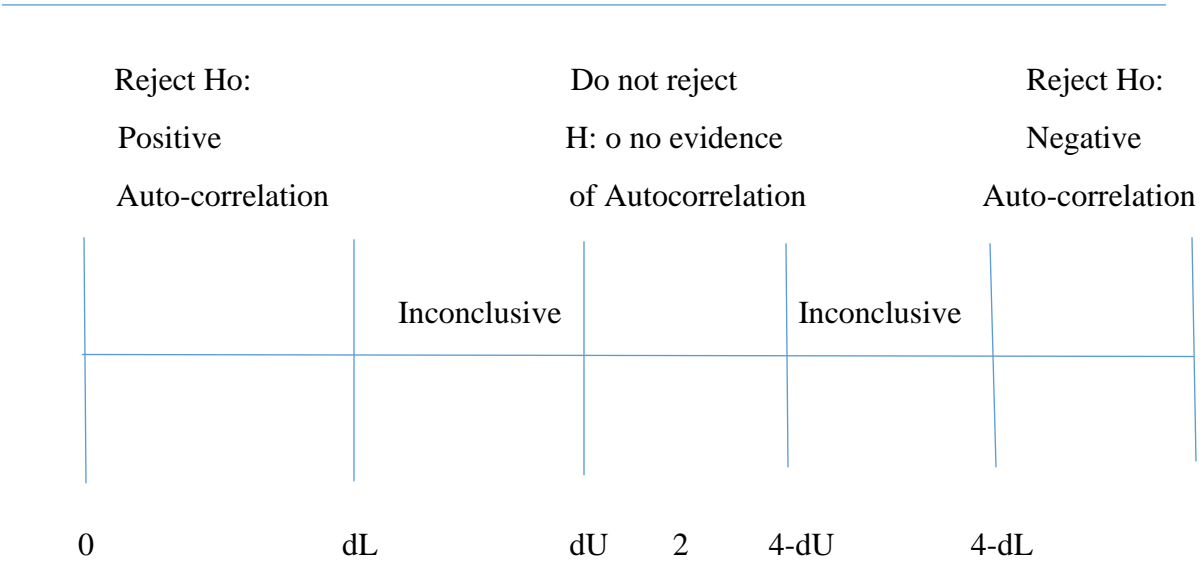 Reject Ho: Do not reject Reject Ho:
Positive H: o no evidence Negative
Auto-correlation of Autocorrelation Auto-correlation
Inconclusive Inconclusive
0 dL dU 2 4-dU 4-dL